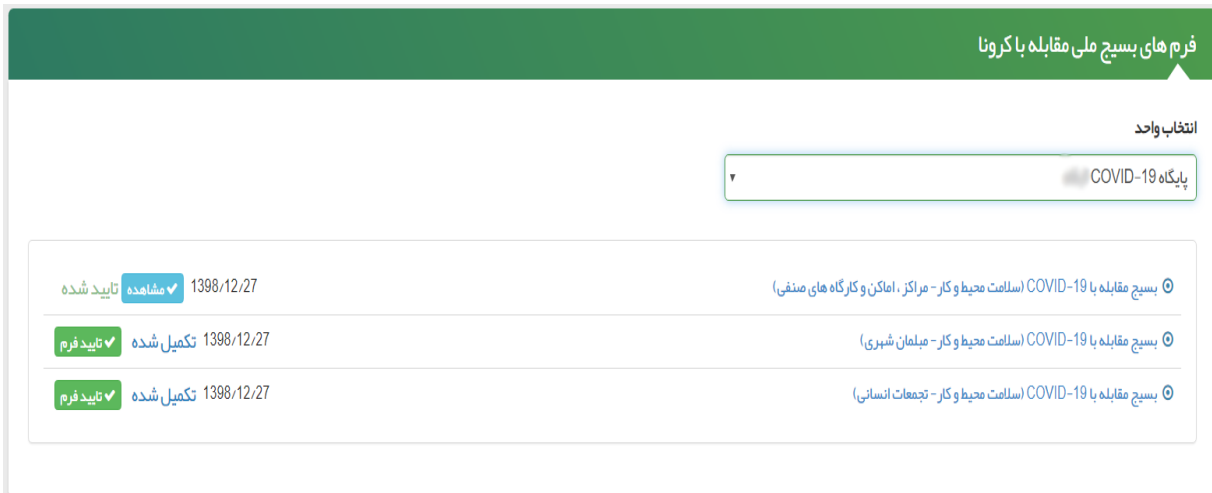 فرم های بسیج ملی مقابله با کرونا
انتخاب واحد
پایگاه COVID-19
بسیج مقابله با COVID-19 (سلامت محیط و کار - مراکز ، اماکن و کارگاه های صنفی) 1398/12/27 مشاهده تایید شده
بسیج مقابله با COVID-19 (سلامت محیط و کار - مبلمان شهری) 1398/12/27 تکمیل شده تایید فرم
بسیج مقابله با COVID-19 (سلامت محیط و کار - تجمعات انسانی) 1398/12/27 تکمیل شده تایید فرم